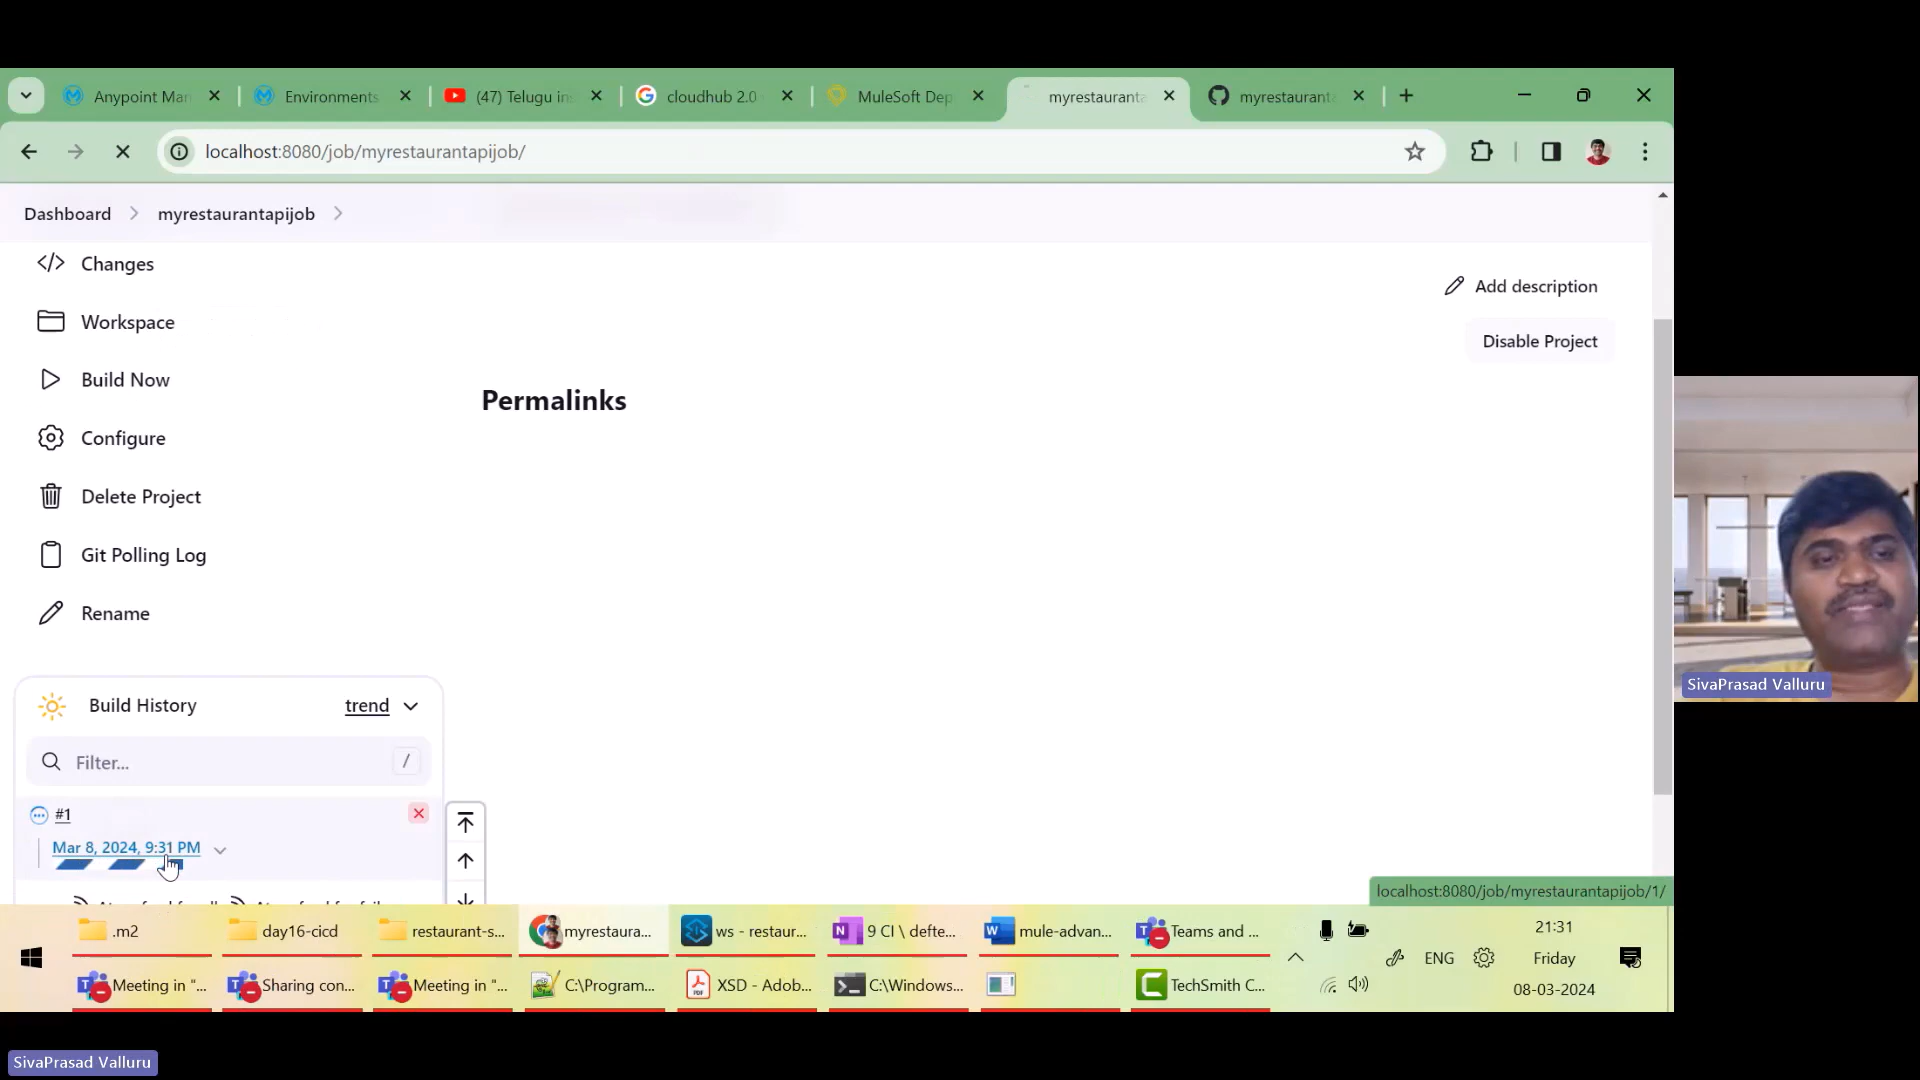 Anypoint Man
Environments
(47) Telugu in
cloudhub 2.0
MuleSoft Dep
myrestauranta
myrestaurant
localhost:8080/job/myrestaurantapijob/
Dashboard
myrestaurantapijob
Changes
Add description
Workspace
Disable Project
Build Now
Permalinks
Configure
Delete Project
Git Polling Log
Rename
Build History
trend
Filter...
/
#1
Mar 8, 2024, 9:31 PM
localhost:8080/job/myrestaurantapijob/1/
SivaPrasad Valluru
.m2
day16-cicd
restaurant-s...
myrestaura...
ws - restaur...
9 CI \ defte...
mule-advan...
Teams and ...
21:31
ENG
Friday
Meeting in "...
Sharing con...
Meeting in "...
C:\Program...
XSD - Adob...
C:\Windows...
TechSmith C...
08-03-2024
SivaPrasad Valluru